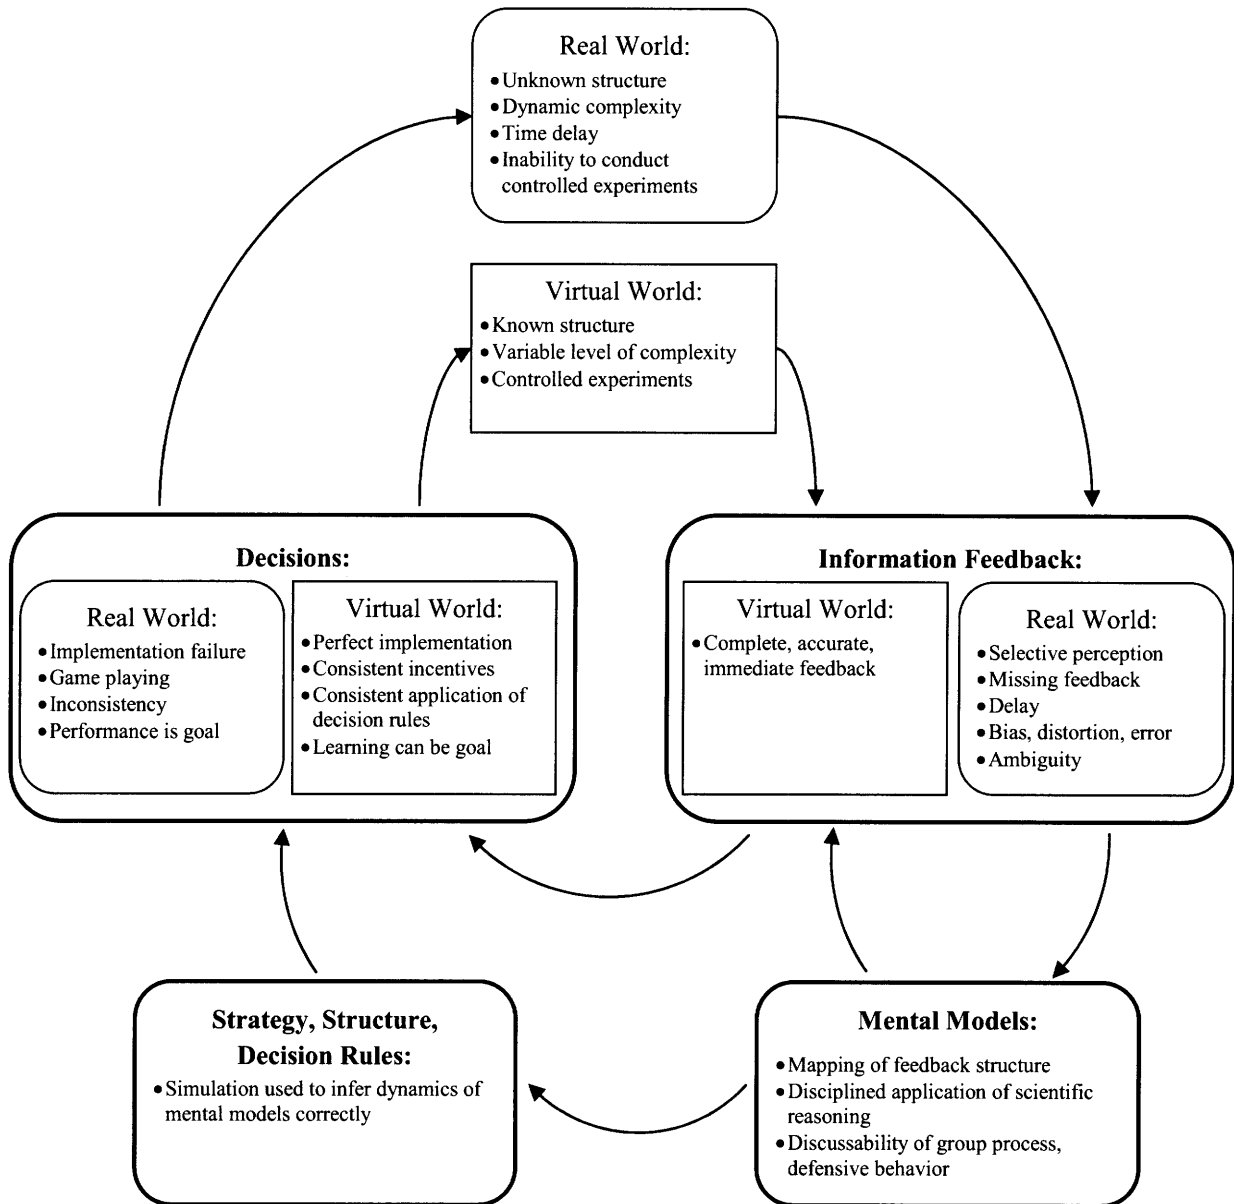 Real World:
•Unknown structure
•Dynamic complexity
•Time delay
•Inability to conduct
controlled experiments
Virtual World:
•Known structure
•Variable level of complexity
•Controlled experiments
Decisions:
Real World:
•Implementation failure
•Game playing
•Inconsistency
•Performance is goal
Virtual World:
•Perfect implementation
•Consistent incentives
•Consistent application of
decision rules
•Learning can be goal
Information Feedback:
Virtual World:
•Complete, accurate,
immediate feedback
Real World:
•Selective perception
•Missing feedback
•Delay
•Bias, distortion, error
•Ambiguity
Strategy, Structure,
Decision Rules:
•Simulation used to infer dynamics of
mental models correctly
Mental Models:
•Mapping of feedback structure
•Disciplined application of scientific
reasoning
•Discussability of group process,
defensive behavior